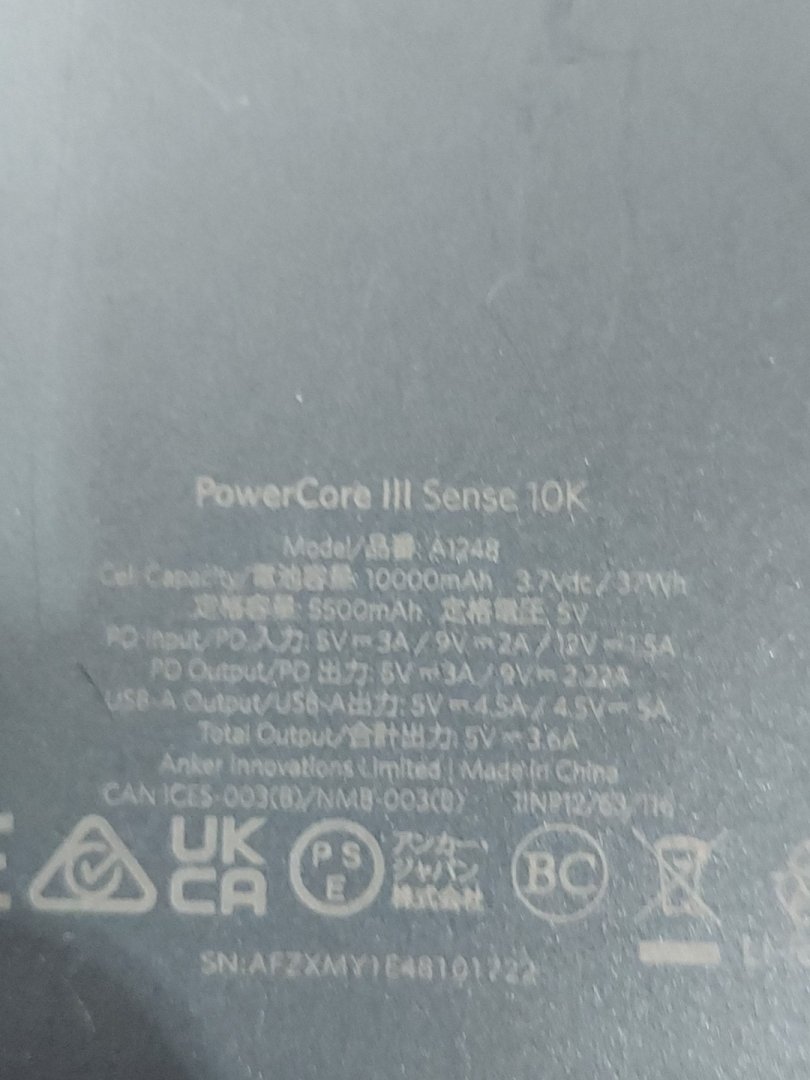 PowerCore III Sense 10K
Model/品番: A1248
Cell Capacity/電池容量: 10000mAh 3.7Vdc / 37Wh
定格容量: 5500mAh 定格電圧: 5V
PD Input/PD 入力: 5V⎓3A / 9V⎓2A / 12V⎓1.5A
PD Output/PD 出力: 5V⎓3A / 9V⎓2.22A
USB-A Output/USB-A出力: 5V⎓4.5A / 4.5V⎓5A
Total Output/合計出力: 5V⎓3.6A
Anker Innovations Limited | Made in China
CAN ICES-003(B)/NMB-003(B)
UK
CA
P S
E
アンカー・
ジャパン
株式会社
BC
SN:AFZXMY1E48101722